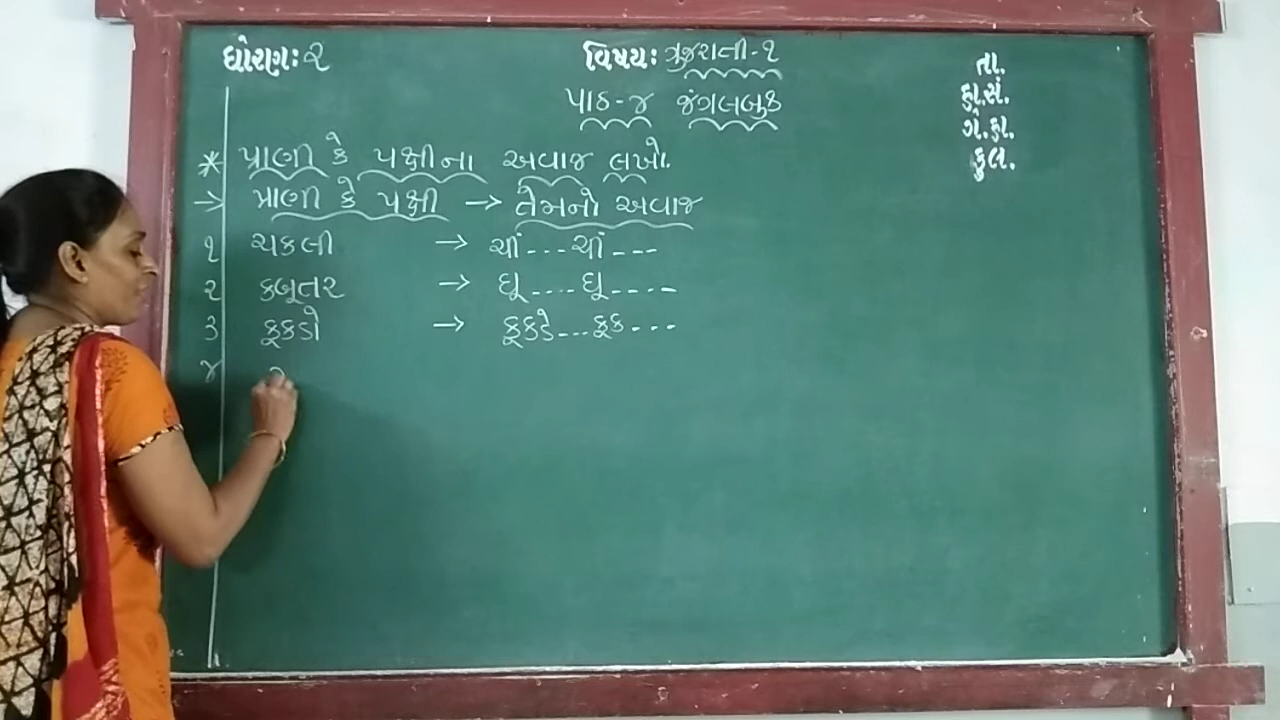 ધોરણ: ૨
વિષય: ગુજરાતી-૧
પાઠ-૪ જંગલબુક
તા.
હા.સં.
ગે.હા.
કુલ.
* પ્રાણી કે પક્ષીના અવાજ લખો.
→ પ્રાણી કે પક્ષી → તેમનો અવાજ
૧ ચકલી → ચીં---ચીં---
૨ કબૂતર → ઘૂ----ઘૂ----
૩ કૂકડો → કૂકડે---કૂક---
૪